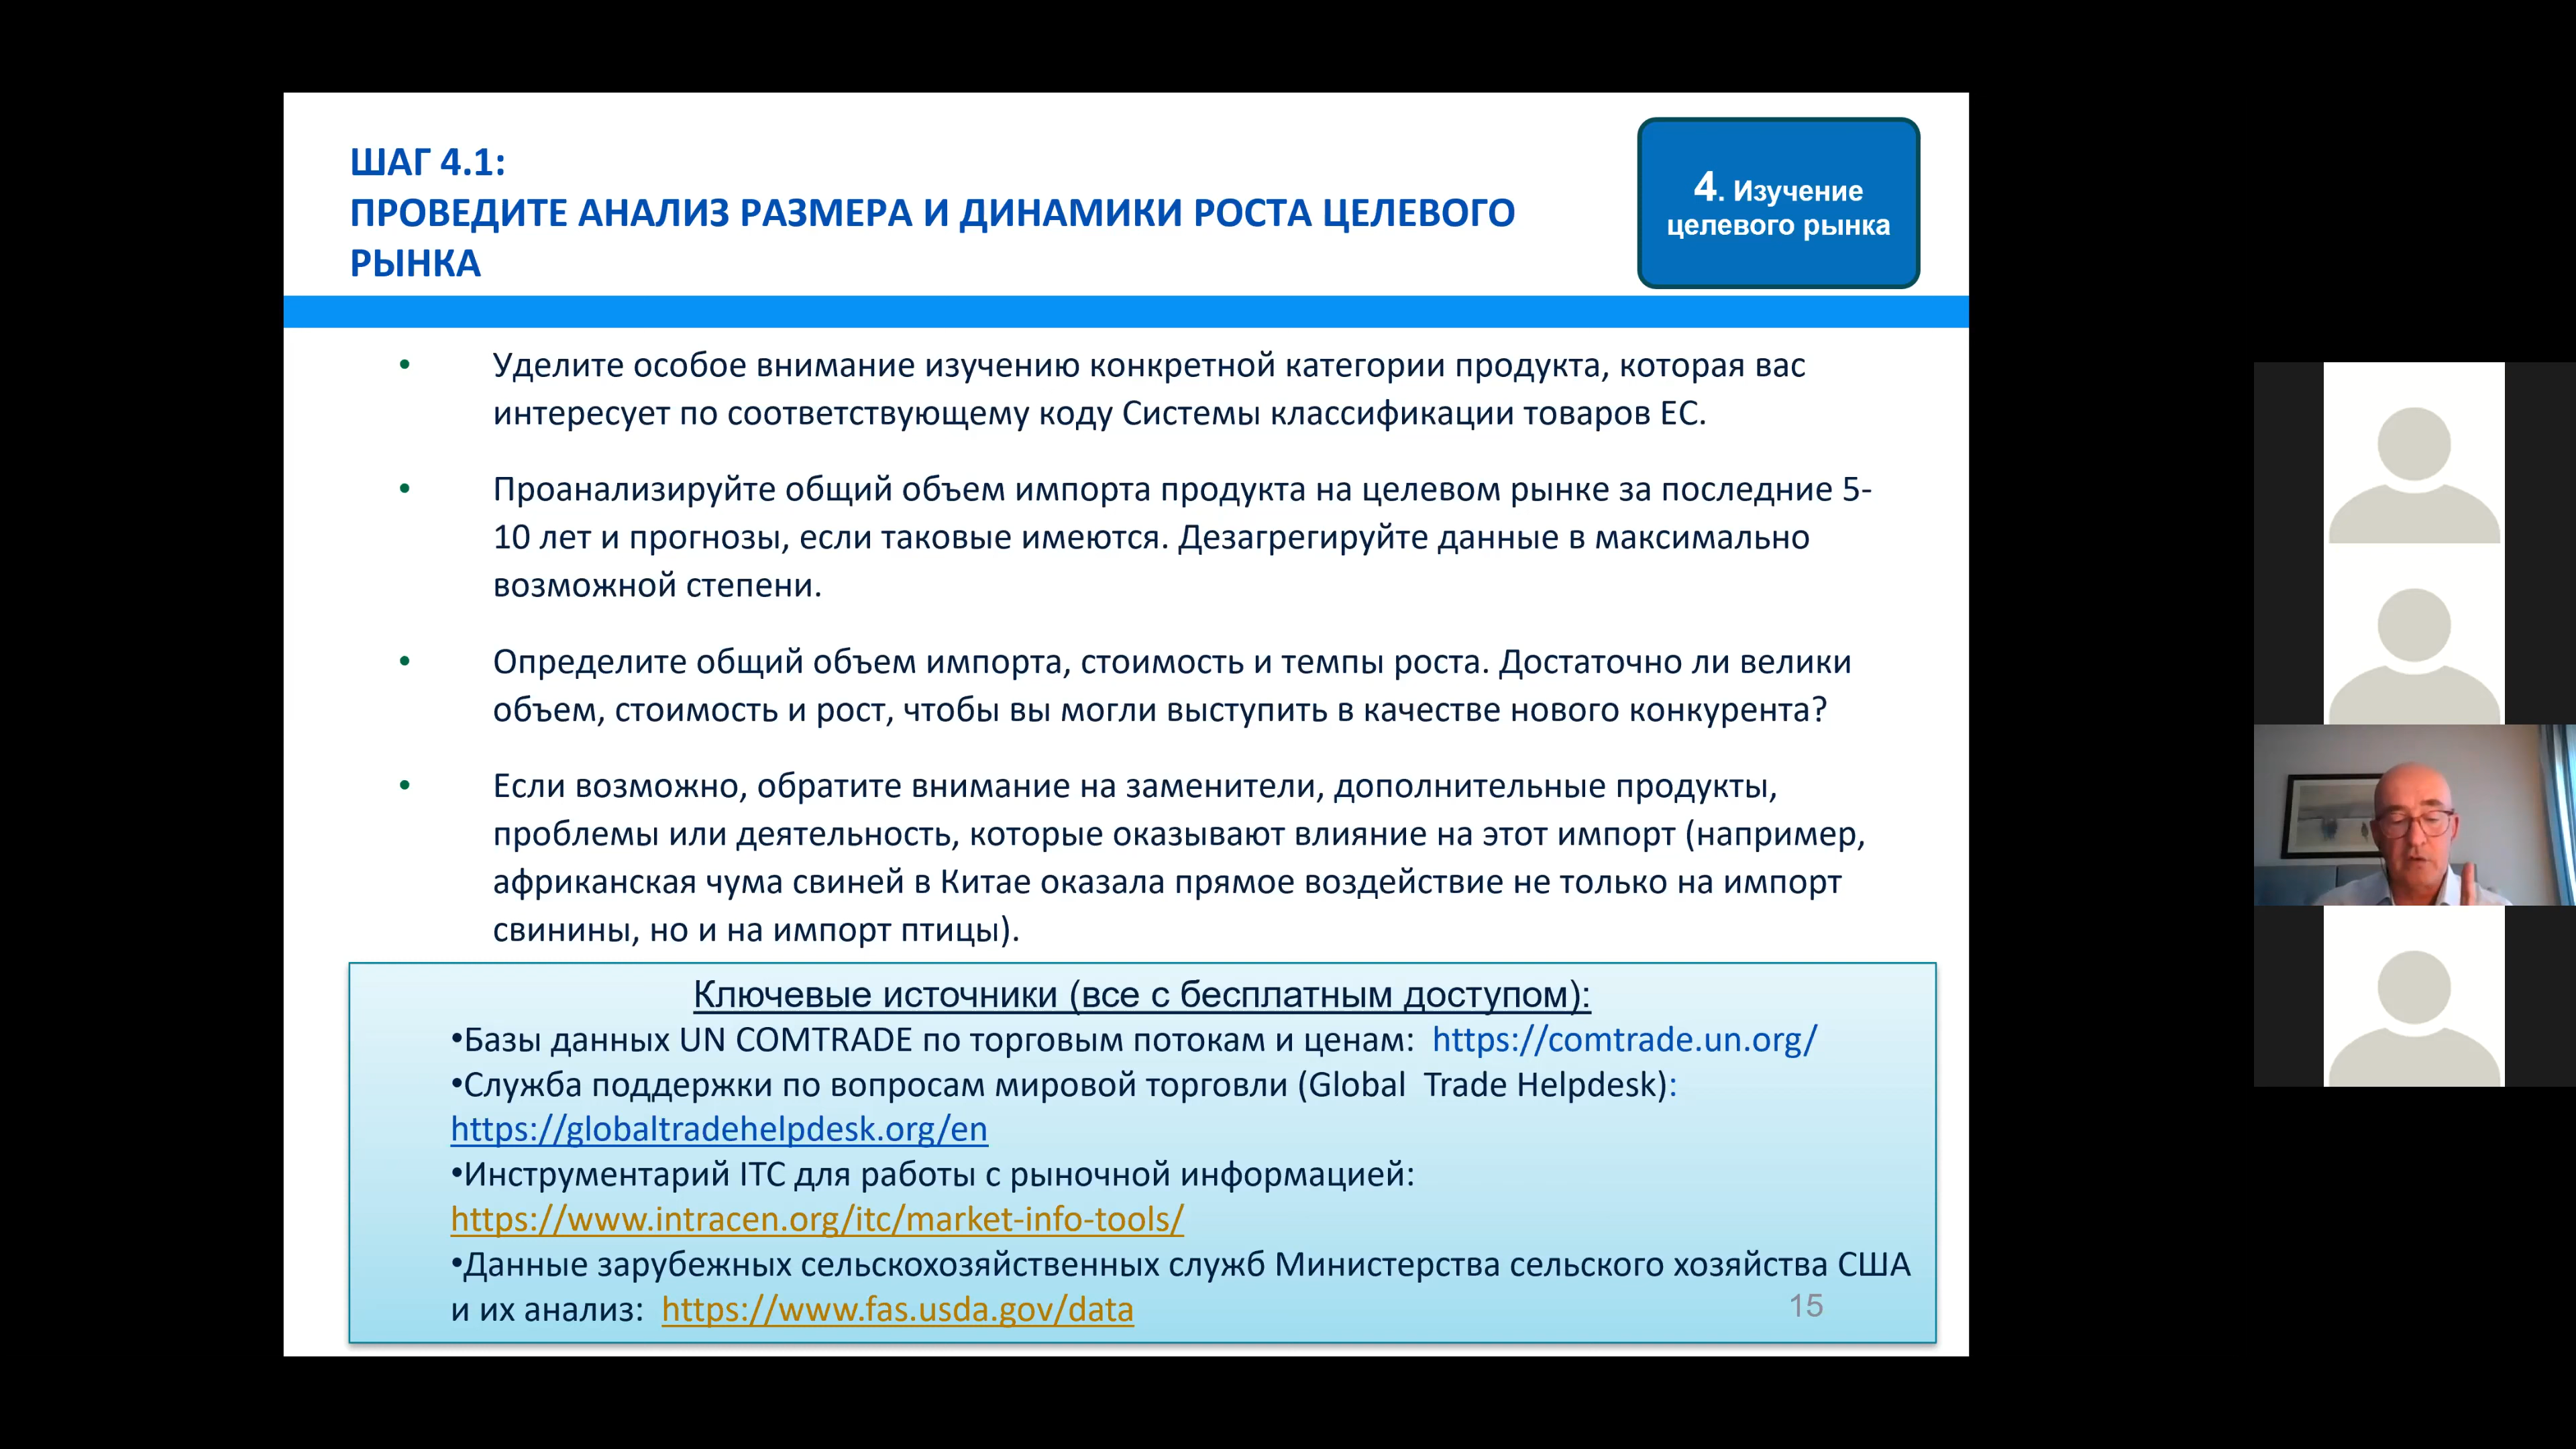 ШАГ 4.1:
ПРОВЕДИТЕ АНАЛИЗ РАЗМЕРА И ДИНАМИКИ РОСТА ЦЕЛЕВОГО
РЫНКА
4. Изучение
целевого рынка
• Уделите особое внимание изучению конкретной категории продукта, которая вас
интересует по соответствующему коду Системы классификации товаров ЕС.
• Проанализируйте общий объем импорта продукта на целевом рынке за последние 5-
10 лет и прогнозы, если таковые имеются. Дезагрегируйте данные в максимально
возможной степени.
• Определите общий объем импорта, стоимость и темпы роста. Достаточно ли велики
объем, стоимость и рост, чтобы вы могли выступить в качестве нового конкурента?
• Если возможно, обратите внимание на заменители, дополнительные продукты,
проблемы или деятельность, которые оказывают влияние на этот импорт (например,
африканская чума свиней в Китае оказала прямое воздействие не только на импорт
свинины, но и на импорт птицы).
Ключевые источники (все с бесплатным доступом):
•Базы данных UN COMTRADE по торговым потокам и ценам: https://comtrade.un.org/
•Служба поддержки по вопросам мировой торговли (Global Trade Helpdesk):
https://globaltradehelpdesk.org/en
•Инструментарий ITC для работы с рыночной информацией:
https://www.intracen.org/itc/market-info-tools/
•Данные зарубежных сельскохозяйственных служб Министерства сельского хозяйства США
и их анализ: https://www.fas.usda.gov/data
15